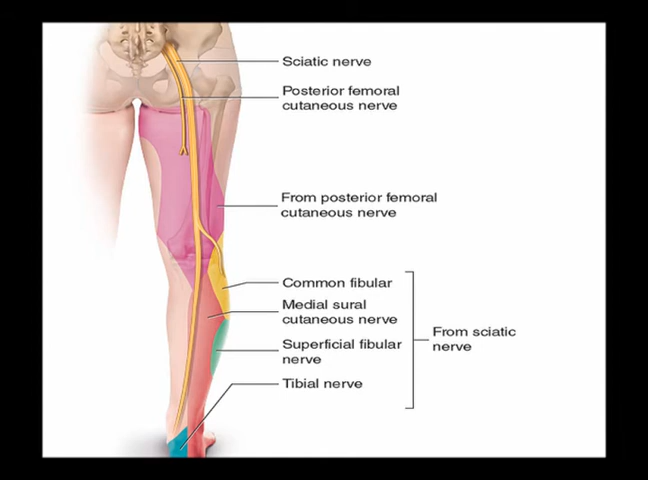 Sciatic nerve
Posterior femoral
cutaneous nerve
From posterior femoral
cutaneous nerve
Common fibular
Medial sural
cutaneous nerve
From sciatic
nerve
Superficial fibular
nerve
Tibial nerve